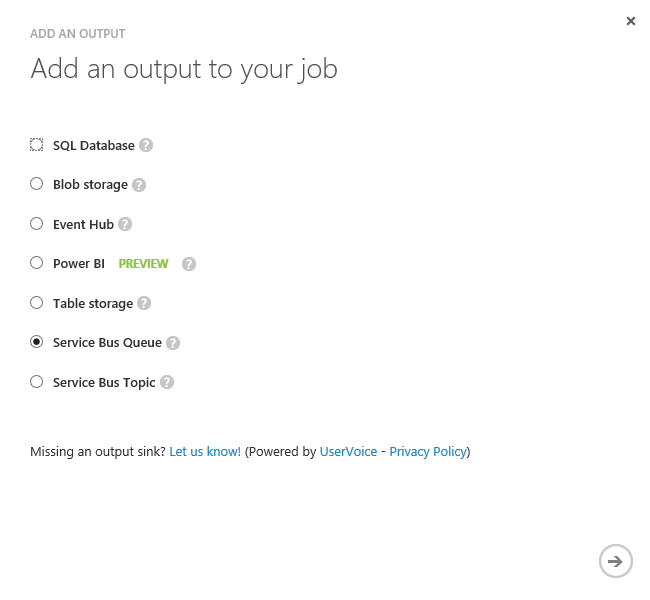 ADD AN OUTPUT
Add an output to your job
SQL Database ?
Blob storage ?
Event Hub ?
Power BI PREVIEW ?
Table storage ?
Service Bus Queue ?
Service Bus Topic ?
Missing an output sink? Let us know! (Powered by UserVoice - Privacy Policy)